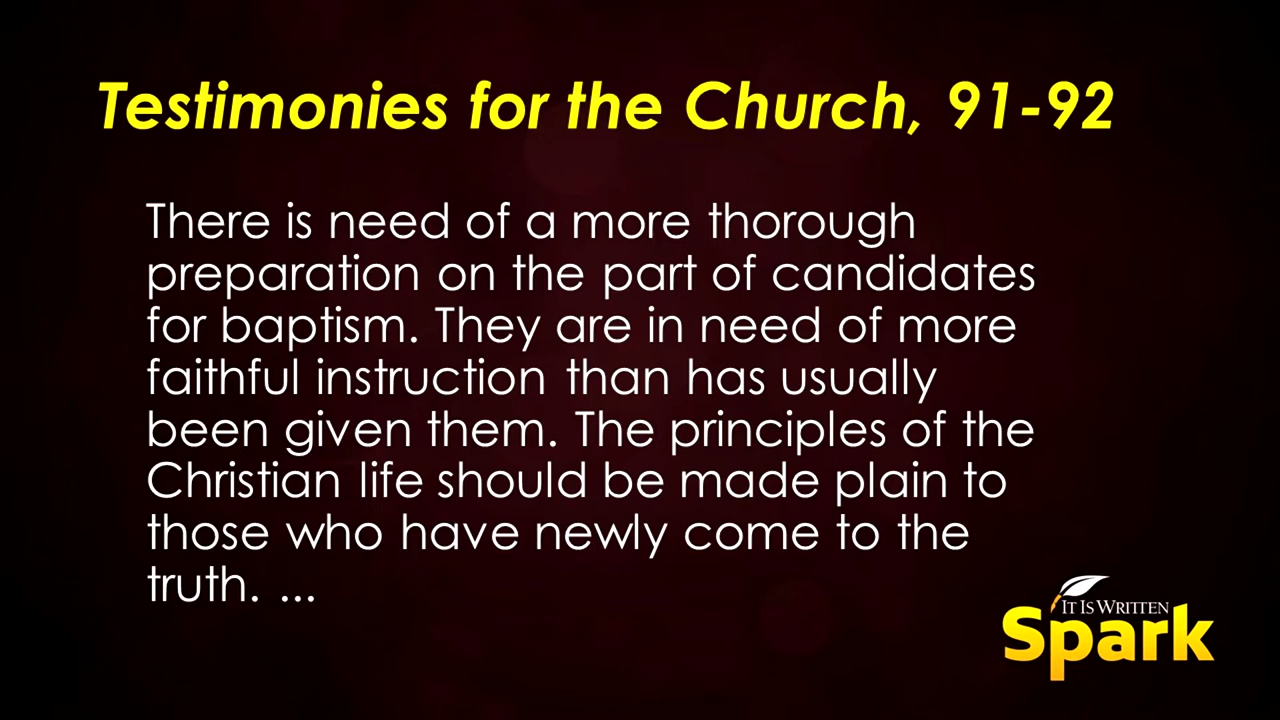 Testimonies for the Church, 91-92
There is need of a more thorough
preparation on the part of candidates
for baptism. They are in need of more
faithful instruction than has usually
been given them. The principles of the
Christian life should be made plain to
those who have newly come to the
truth. ...
IT IS WRITTEN
Spark